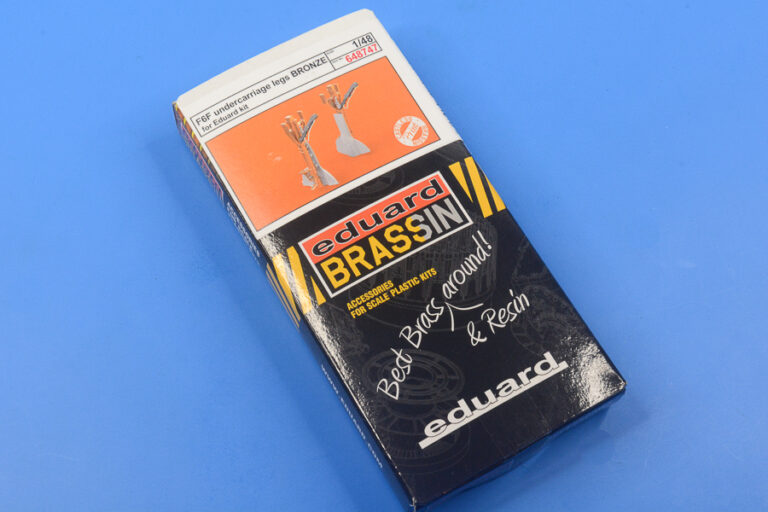 F6F undercarriage legs BRONZE
for Eduard kit
1/48
648747
eduard
BRASSIN
ACCESSORIES
FOR SCALE PLASTIC KITS
Best Brass around!
& Resin
eduard